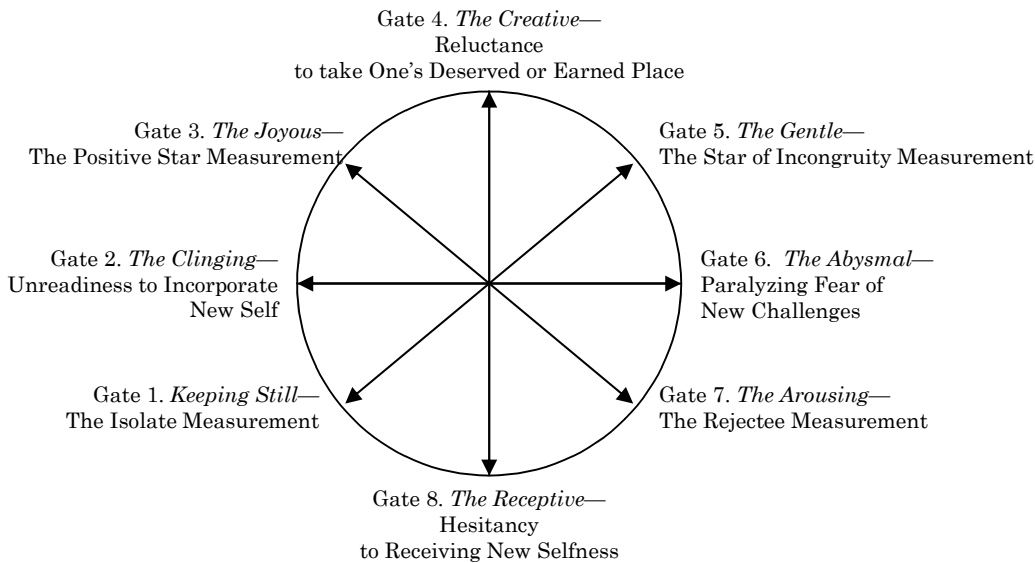 Gate 4. The Creative—
Reluctance
to take One's Deserved or Earned Place
Gate 3. The Joyous—
The Positive Star Measurement
Gate 5. The Gentle—
The Star of Incongruity Measurement
Gate 2. The Clinging—
Unreadiness to Incorporate
New Self
Gate 6. The Abysmal—
Paralyzing Fear of
New Challenges
Gate 1. Keeping Still—
The Isolate Measurement
Gate 7. The Arousing—
The Rejectee Measurement
Gate 8. The Receptive—
Hesitancy
to Receiving New Selfness